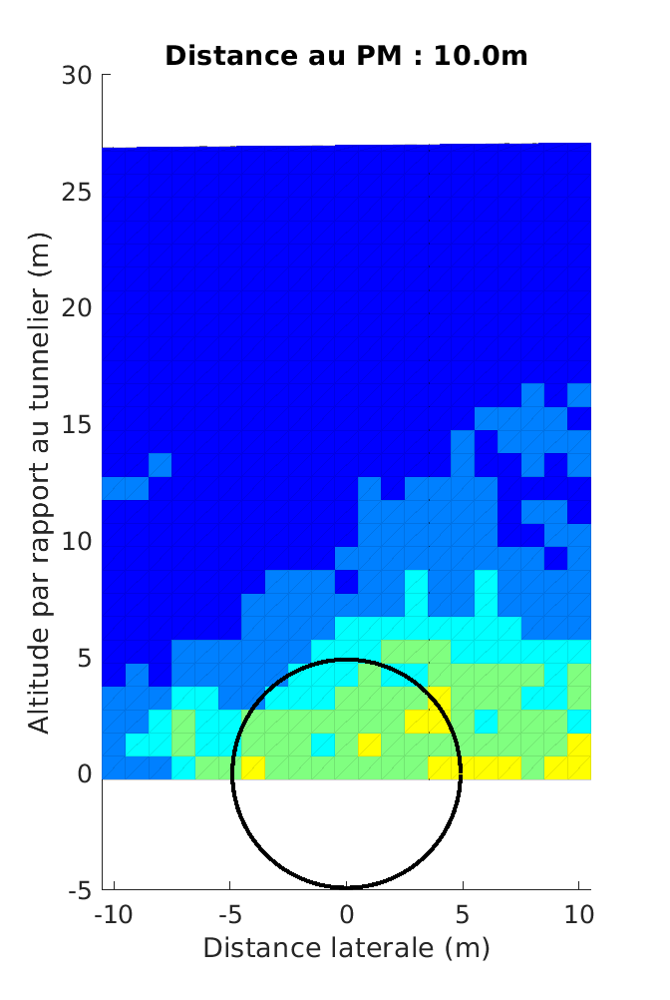 Distance au PM : 10.0m
30
25
20
15
10
5
0
-5
Altitude par rapport au tunnelier (m)
-10 -5 0 5 10
Distance laterale (m)